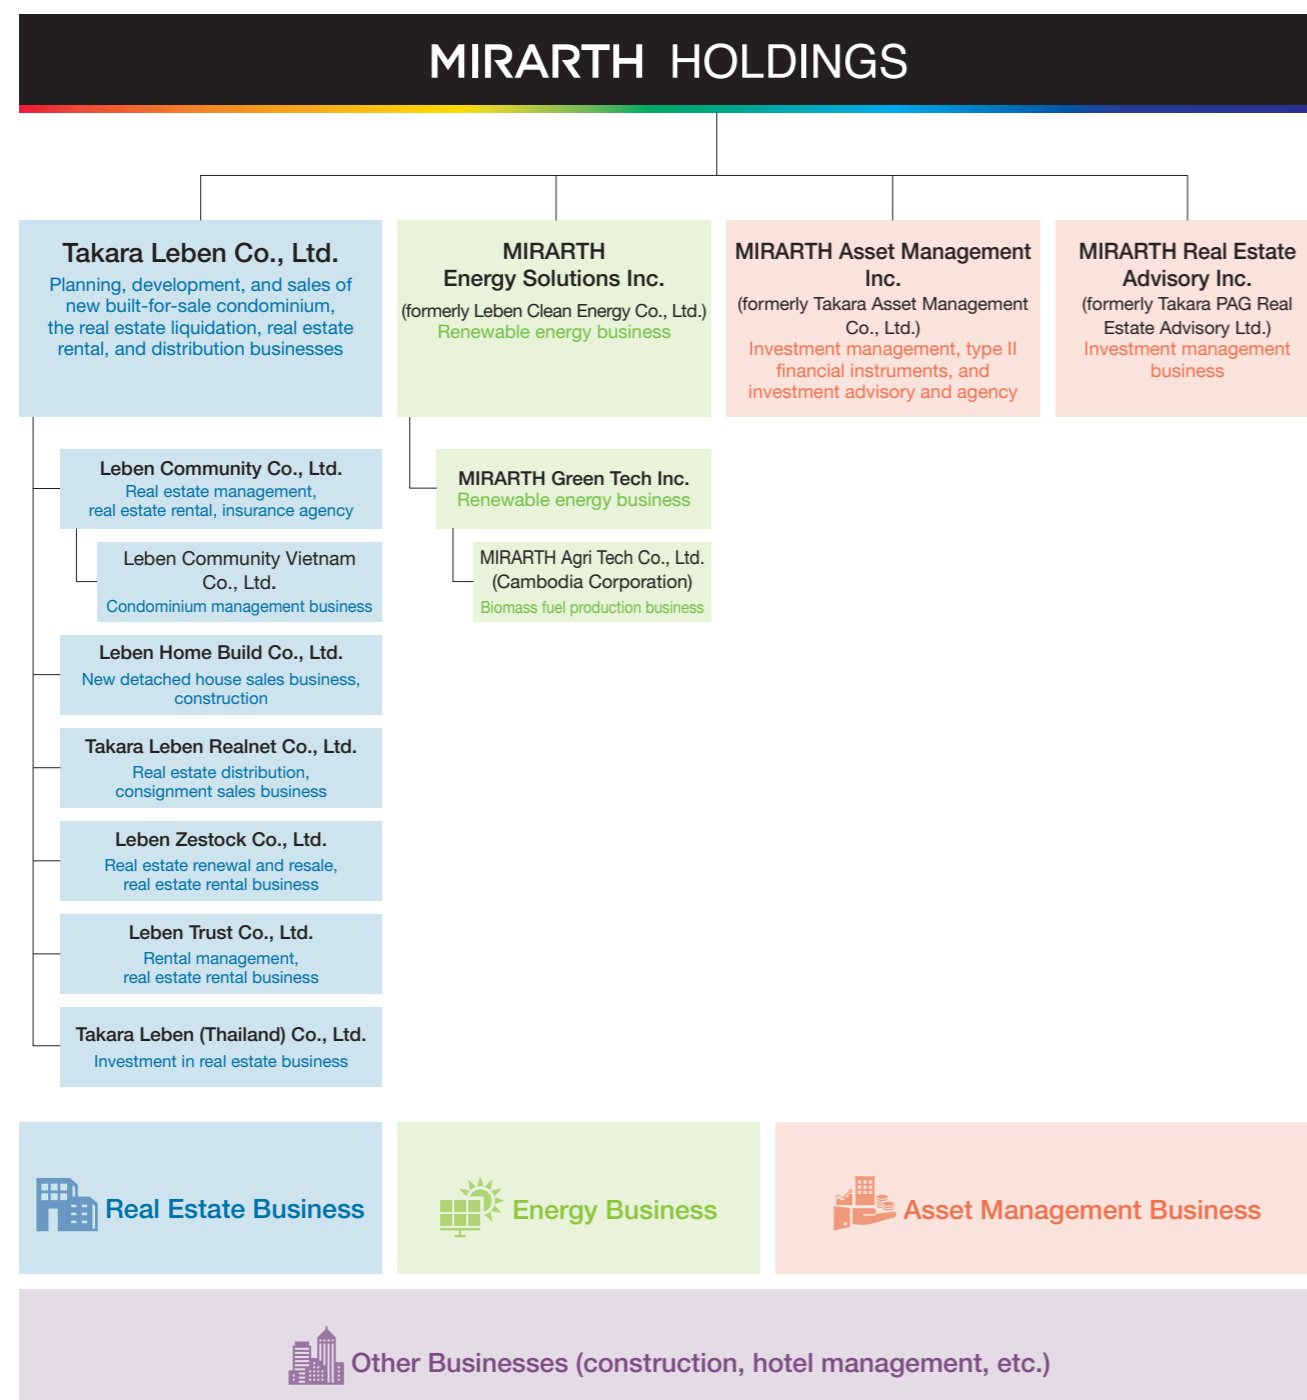 MIRARTH HOLDINGS
Takara Leben Co., Ltd.
Planning, development, and sales of
new built-for-sale condominium,
the real estate liquidation, real estate
rental, and distribution businesses
MIRARTH
Energy Solutions Inc.
(formerly Leben Clean Energy Co., Ltd.)
Renewable energy business
MIRARTH Asset Management
Inc.
(formerly Takara Asset Management
Co., Ltd.)
Investment management, type II
financial instruments, and
investment advisory and agency
MIRARTH Real Estate
Advisory Inc.
(formerly Takara PAG Real
Estate Advisory Ltd.)
Investment management
business
Leben Community Co., Ltd.
Real estate management,
real estate rental, insurance agency
Leben Community Vietnam
Co., Ltd.
Condominium management business
Leben Home Build Co., Ltd.
New detached house sales business,
construction
Takara Leben Realnet Co., Ltd.
Real estate distribution,
consignment sales business
Leben Zestock Co., Ltd.
Real estate renewal and resale,
real estate rental business
Leben Trust Co., Ltd.
Rental management,
real estate rental business
Takara Leben (Thailand) Co., Ltd.
Investment in real estate business
MIRARTH Green Tech Inc.
Renewable energy business
MIRARTH Agri Tech Co., Ltd.
(Cambodia Corporation)
Biomass fuel production business
Real Estate Business
Energy Business
Asset Management Business
Other Businesses (construction, hotel management, etc.)